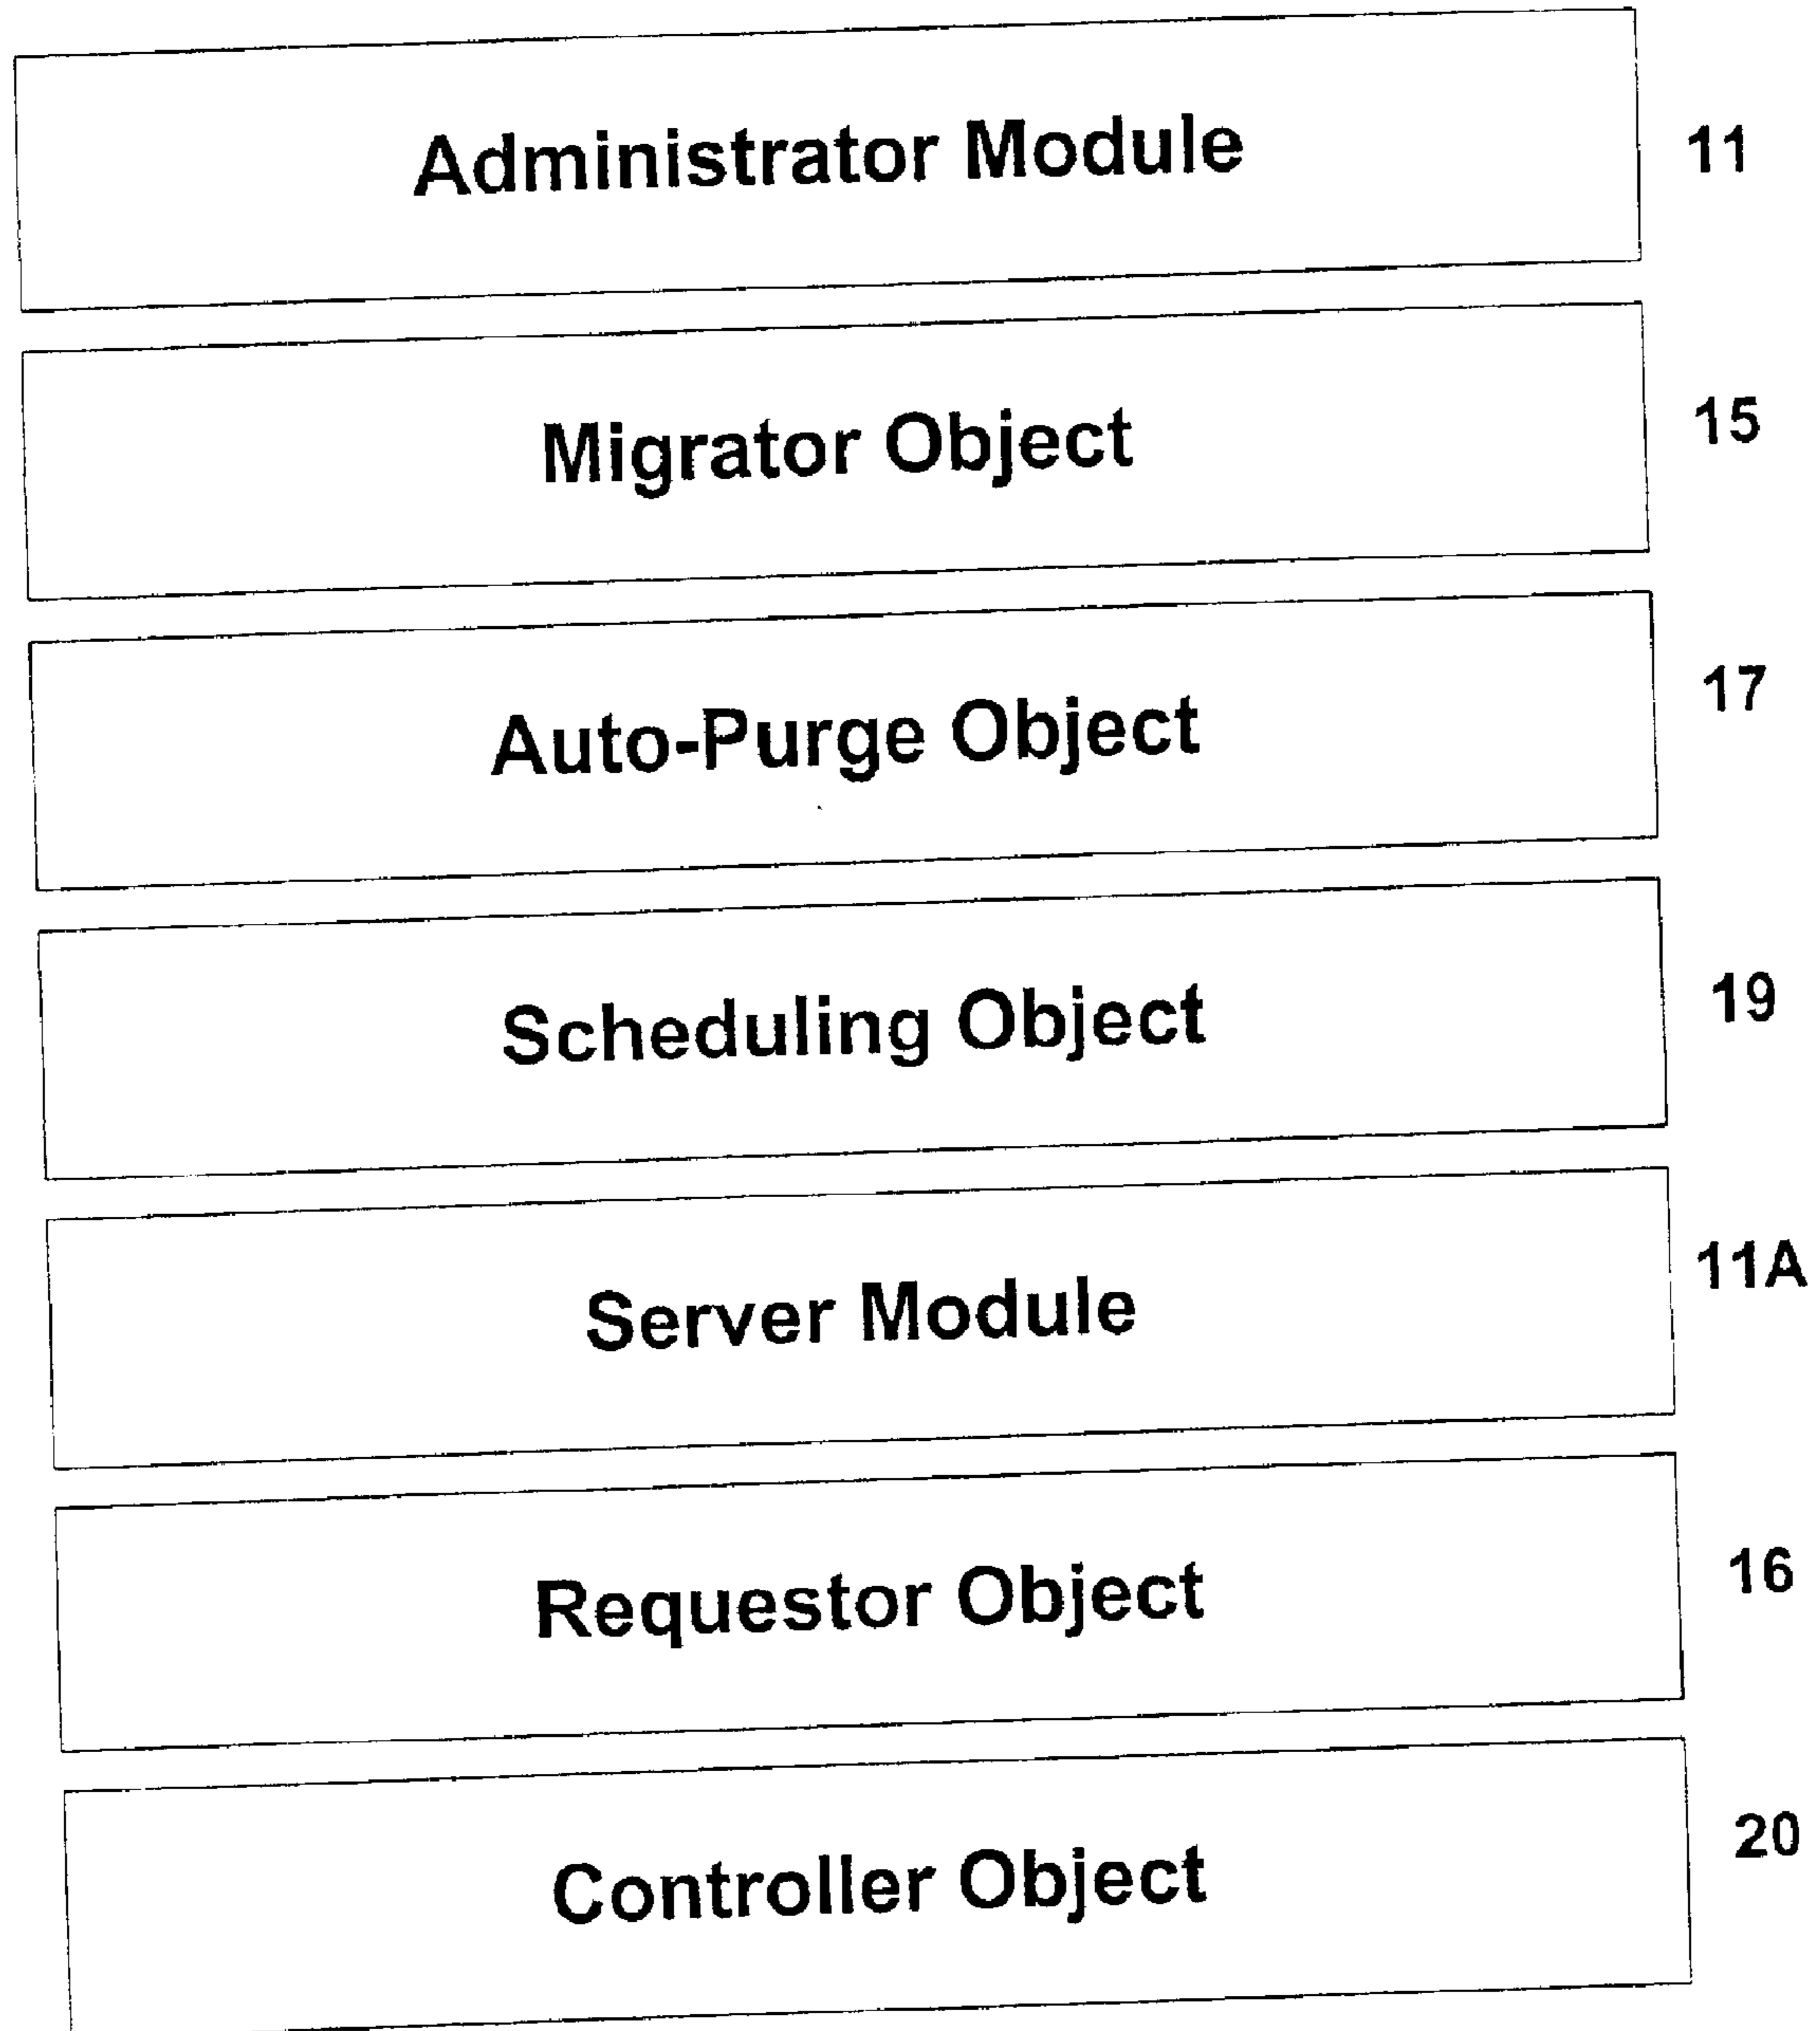 Administrator Module 11
Migrator Object 15
Auto-Purge Object 17
Scheduling Object 19
Server Module 11A
Requestor Object 16
Controller Object 20